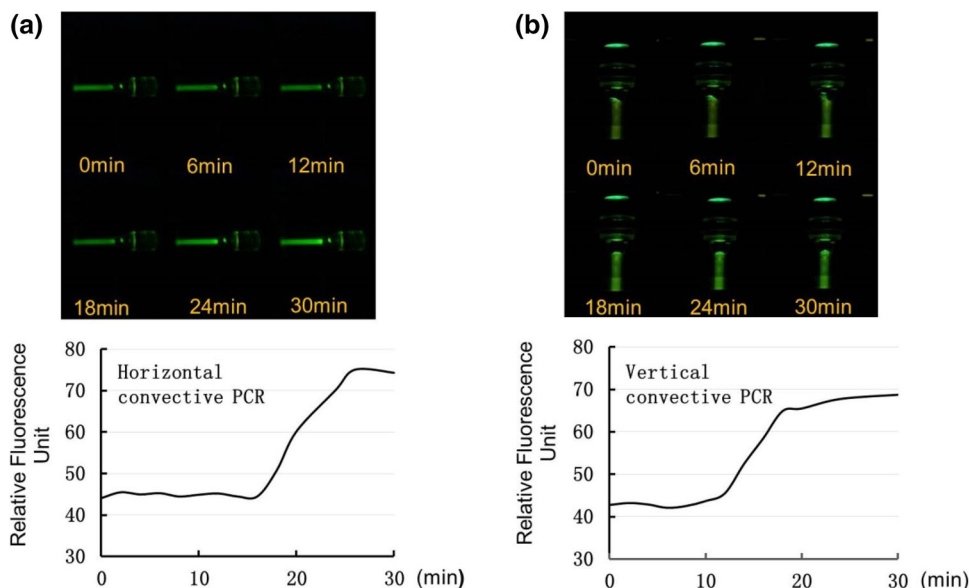 (a)
0min 6min 12min
18min 24min 30min
80
70
60
50
40
30
Relative Fluorescence
Unit
Horizontal
convective PCR
0 10 20 30 (min)
(b)
0min 6min 12min
18min 24min 30min
80
70
60
50
40
30
Relative Fluorescence
Unit
Vertical
convective PCR
0 10 20 30 (min)